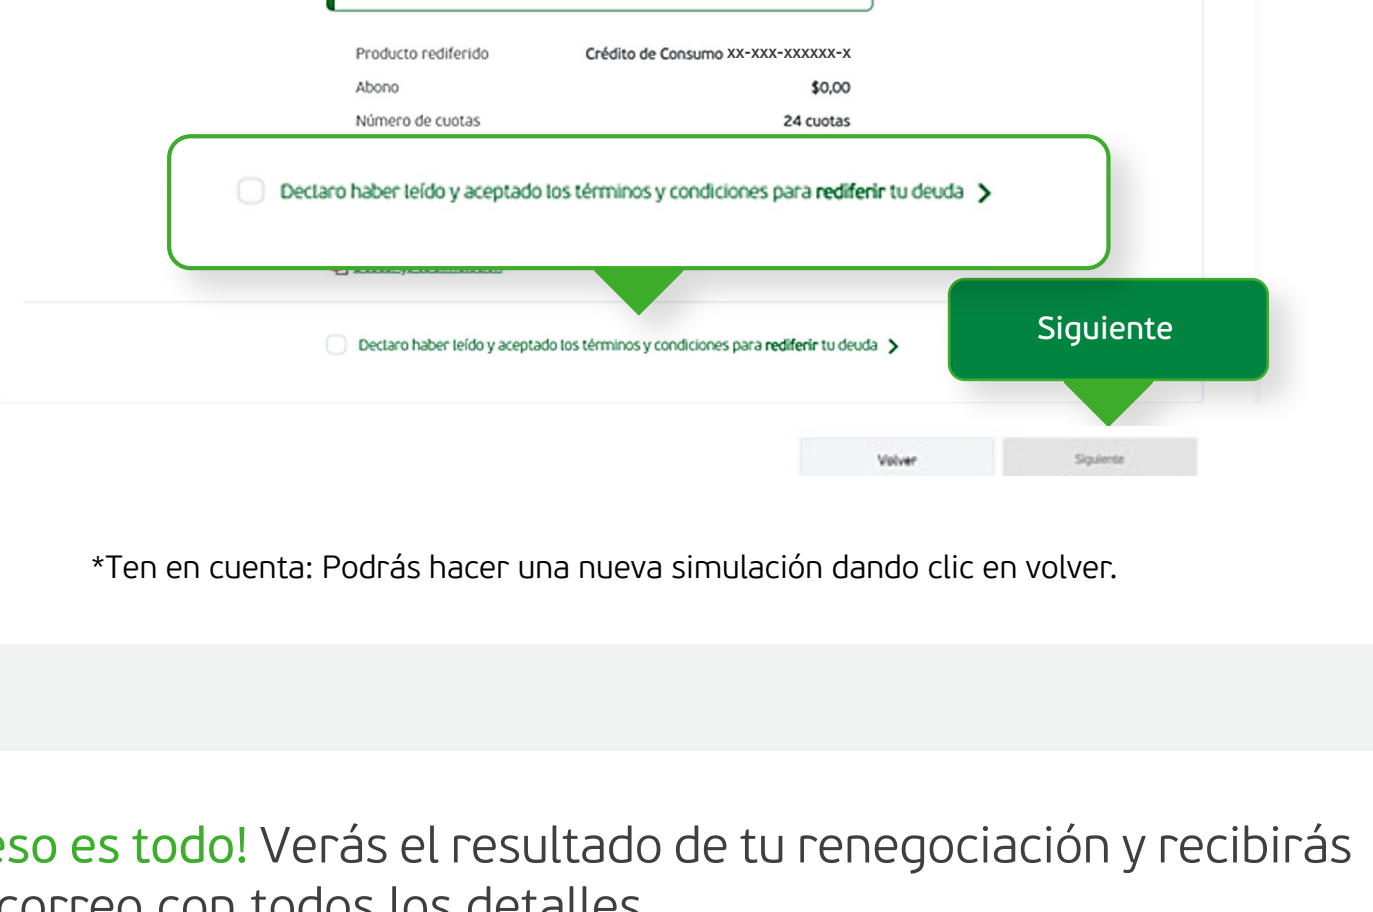 Producto rediferido Crédito de Consumo XX-XXX-XXXXXX-X
Abono $0,00
Número de cuotas 24 cuotas
Declaro haber leído y aceptado los términos y condiciones para rediferir tu deuda
Siguiente
Declaro haber leído y aceptado los términos y condiciones para rediferir tu deuda
Volver Siguiente
*Ten en cuenta: Podrás hacer una nueva simulación dando clic en volver.
eso es todo! Verás el resultado de tu renegociación y recibirás
correo con todos los detalles